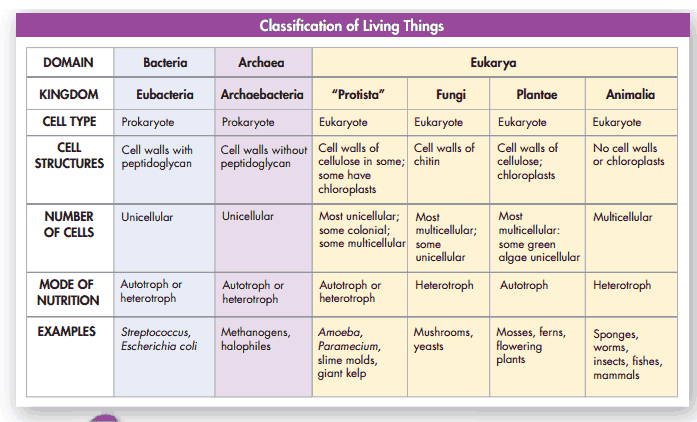 Classification of Living Things
DOMAIN Bacteria Archaea Eukarya
KINGDOM Eubacteria Archaebacteria “Protista” Fungi Plantae Animalia
CELL TYPE Prokaryote Prokaryote Eukaryote Eukaryote Eukaryote Eukaryote
CELL
STRUCTURES
Cell walls with
peptidoglycan
Cell walls without
peptidoglycan
Cell walls of
cellulose in some;
some have
chloroplasts
Cell walls of
chitin
Cell walls of
cellulose;
chloroplasts
No cell walls
or chloroplasts
NUMBER
OF CELLS
Unicellular
Unicellular
Most unicellular;
some colonial;
some multicellular
Most
multicellular;
some
unicellular
Most
multicellular:
some green
algae unicellular
Multicellular
MODE OF
NUTRITION
Autotroph or
heterotroph
Autotroph or
heterotroph
Autotroph or
heterotroph
Heterotroph
Autotroph
Heterotroph
EXAMPLES
Streptococcus,
Escherichia coli
Methanogens,
halophiles
Amoeba,
Paramecium,
slime molds,
giant kelp
Mushrooms,
yeasts
Mosses, ferns,
flowering
plants
Sponges,
worms,
insects, fishes,
mammals